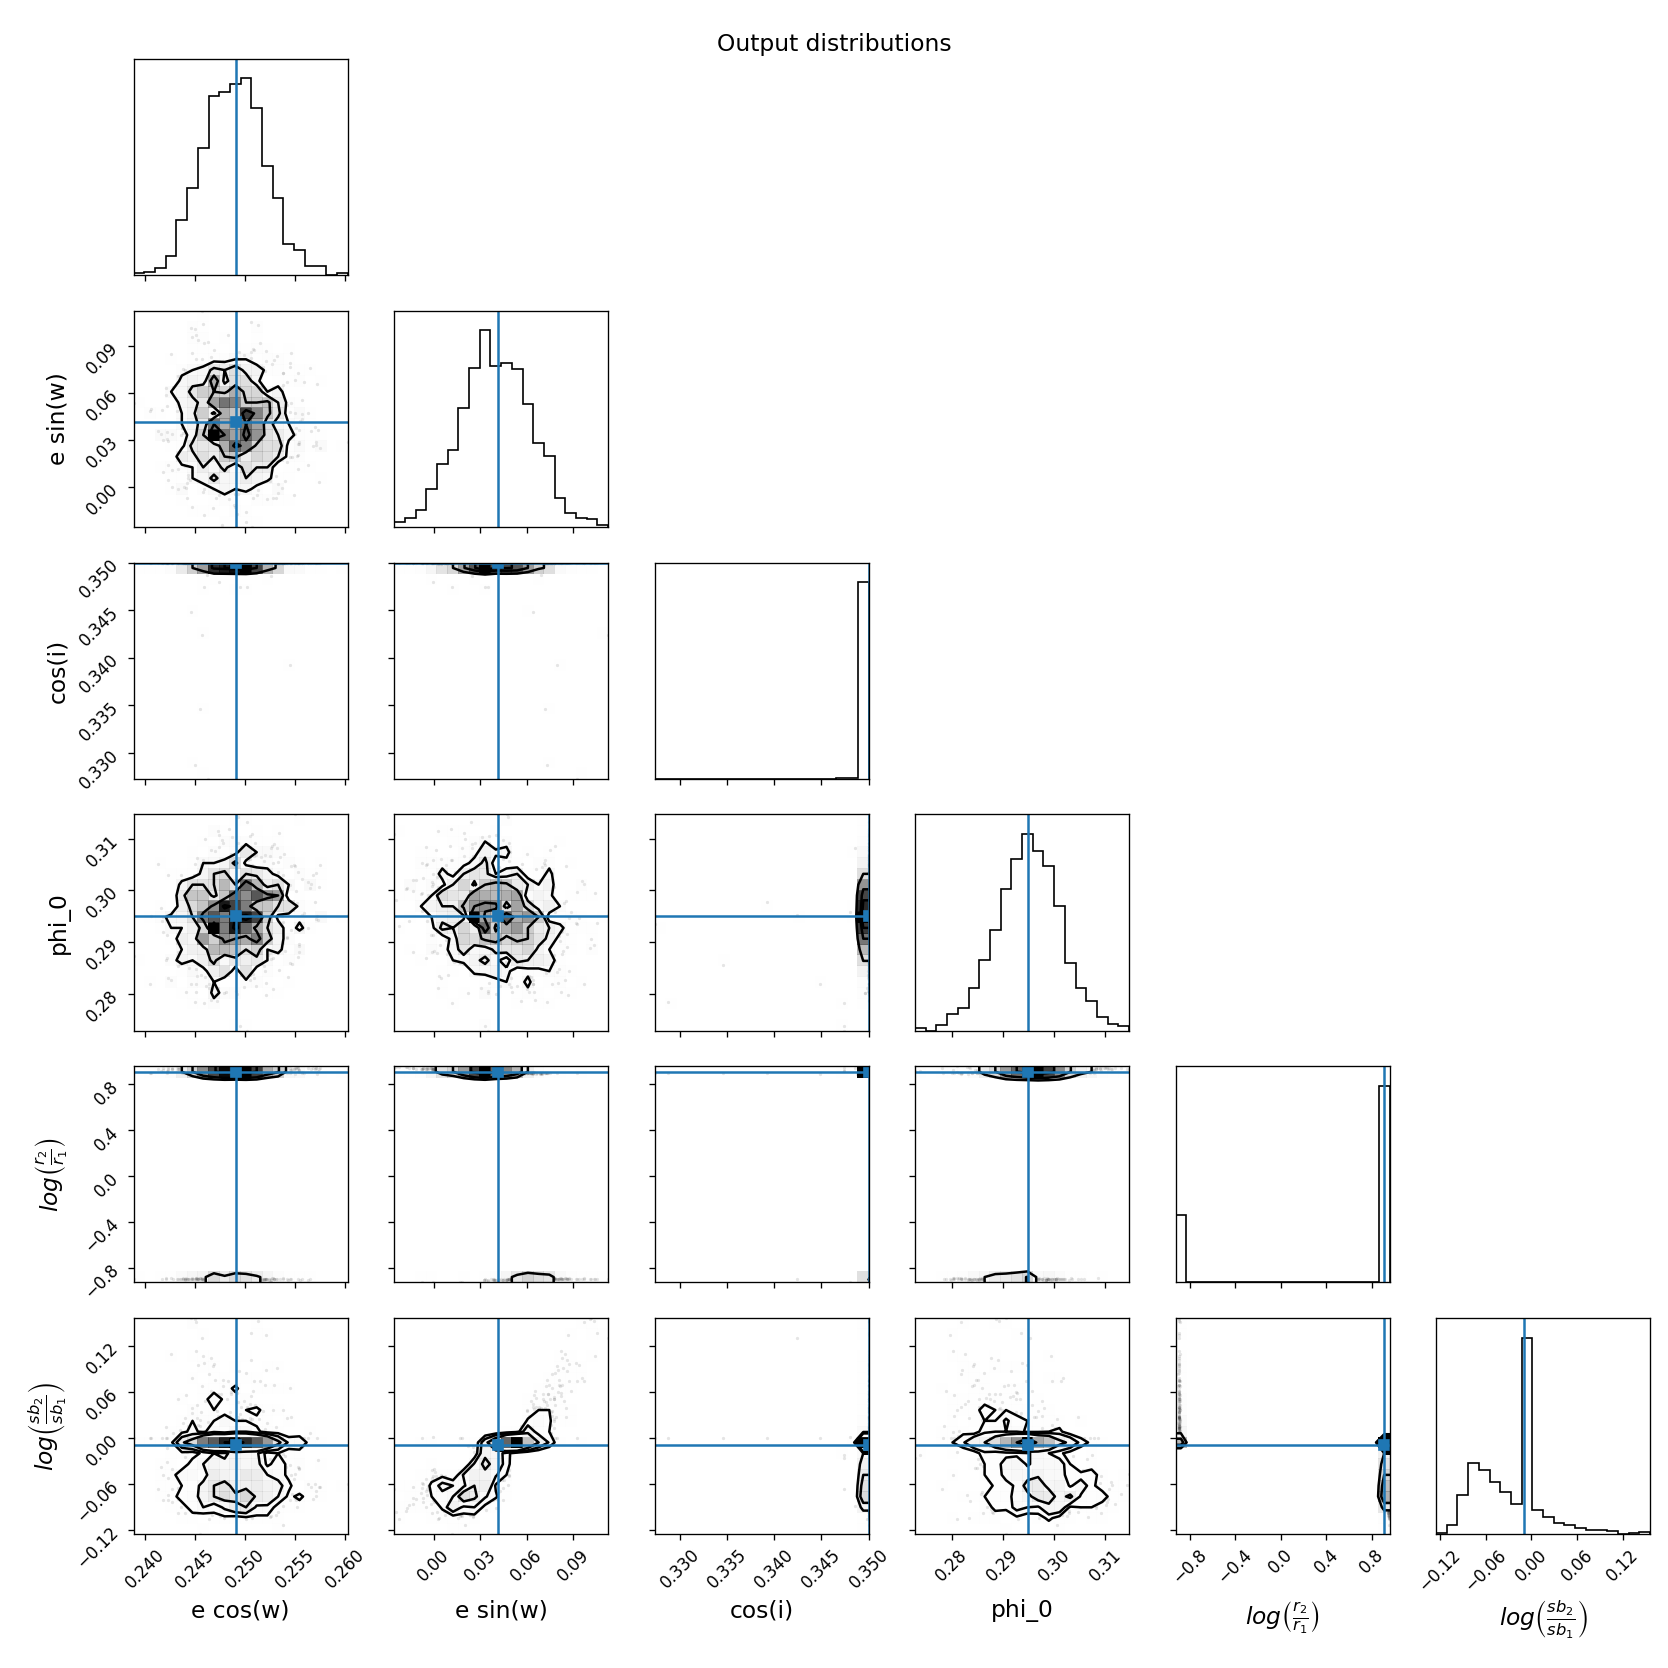 Output distributions
e sin(w)
0.09
0.06
0.03
0.00
cos(i)
0.350
0.345
0.340
0.335
0.330
phi_0
0.31
0.30
0.29
0.28
log(r2/r1)
0.8
0.4
0.0
−0.4
−0.8
log(sb2/sb1)
0.12
0.06
0.00
−0.06
−0.12
0.240 0.245 0.250 0.255 0.260
0.00 0.03 0.06 0.09
0.330 0.335 0.340 0.345 0.350
0.28 0.29 0.30 0.31
−0.8 −0.4 0.0 0.4 0.8
−0.12 −0.06 0.00 0.06 0.12
e cos(w) e sin(w) cos(i) phi_0 log(r2/r1) log(sb2/sb1)